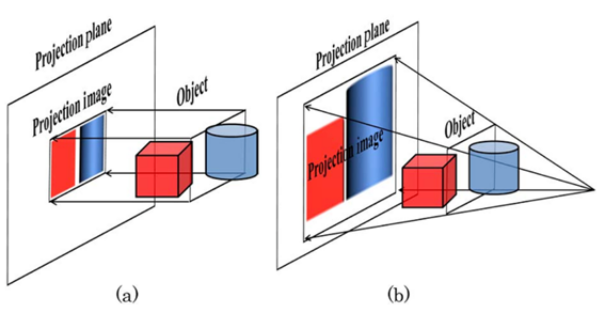 Projection plane
Projection image
Object
(a)
Projection plane
Projection image
Object
(b)